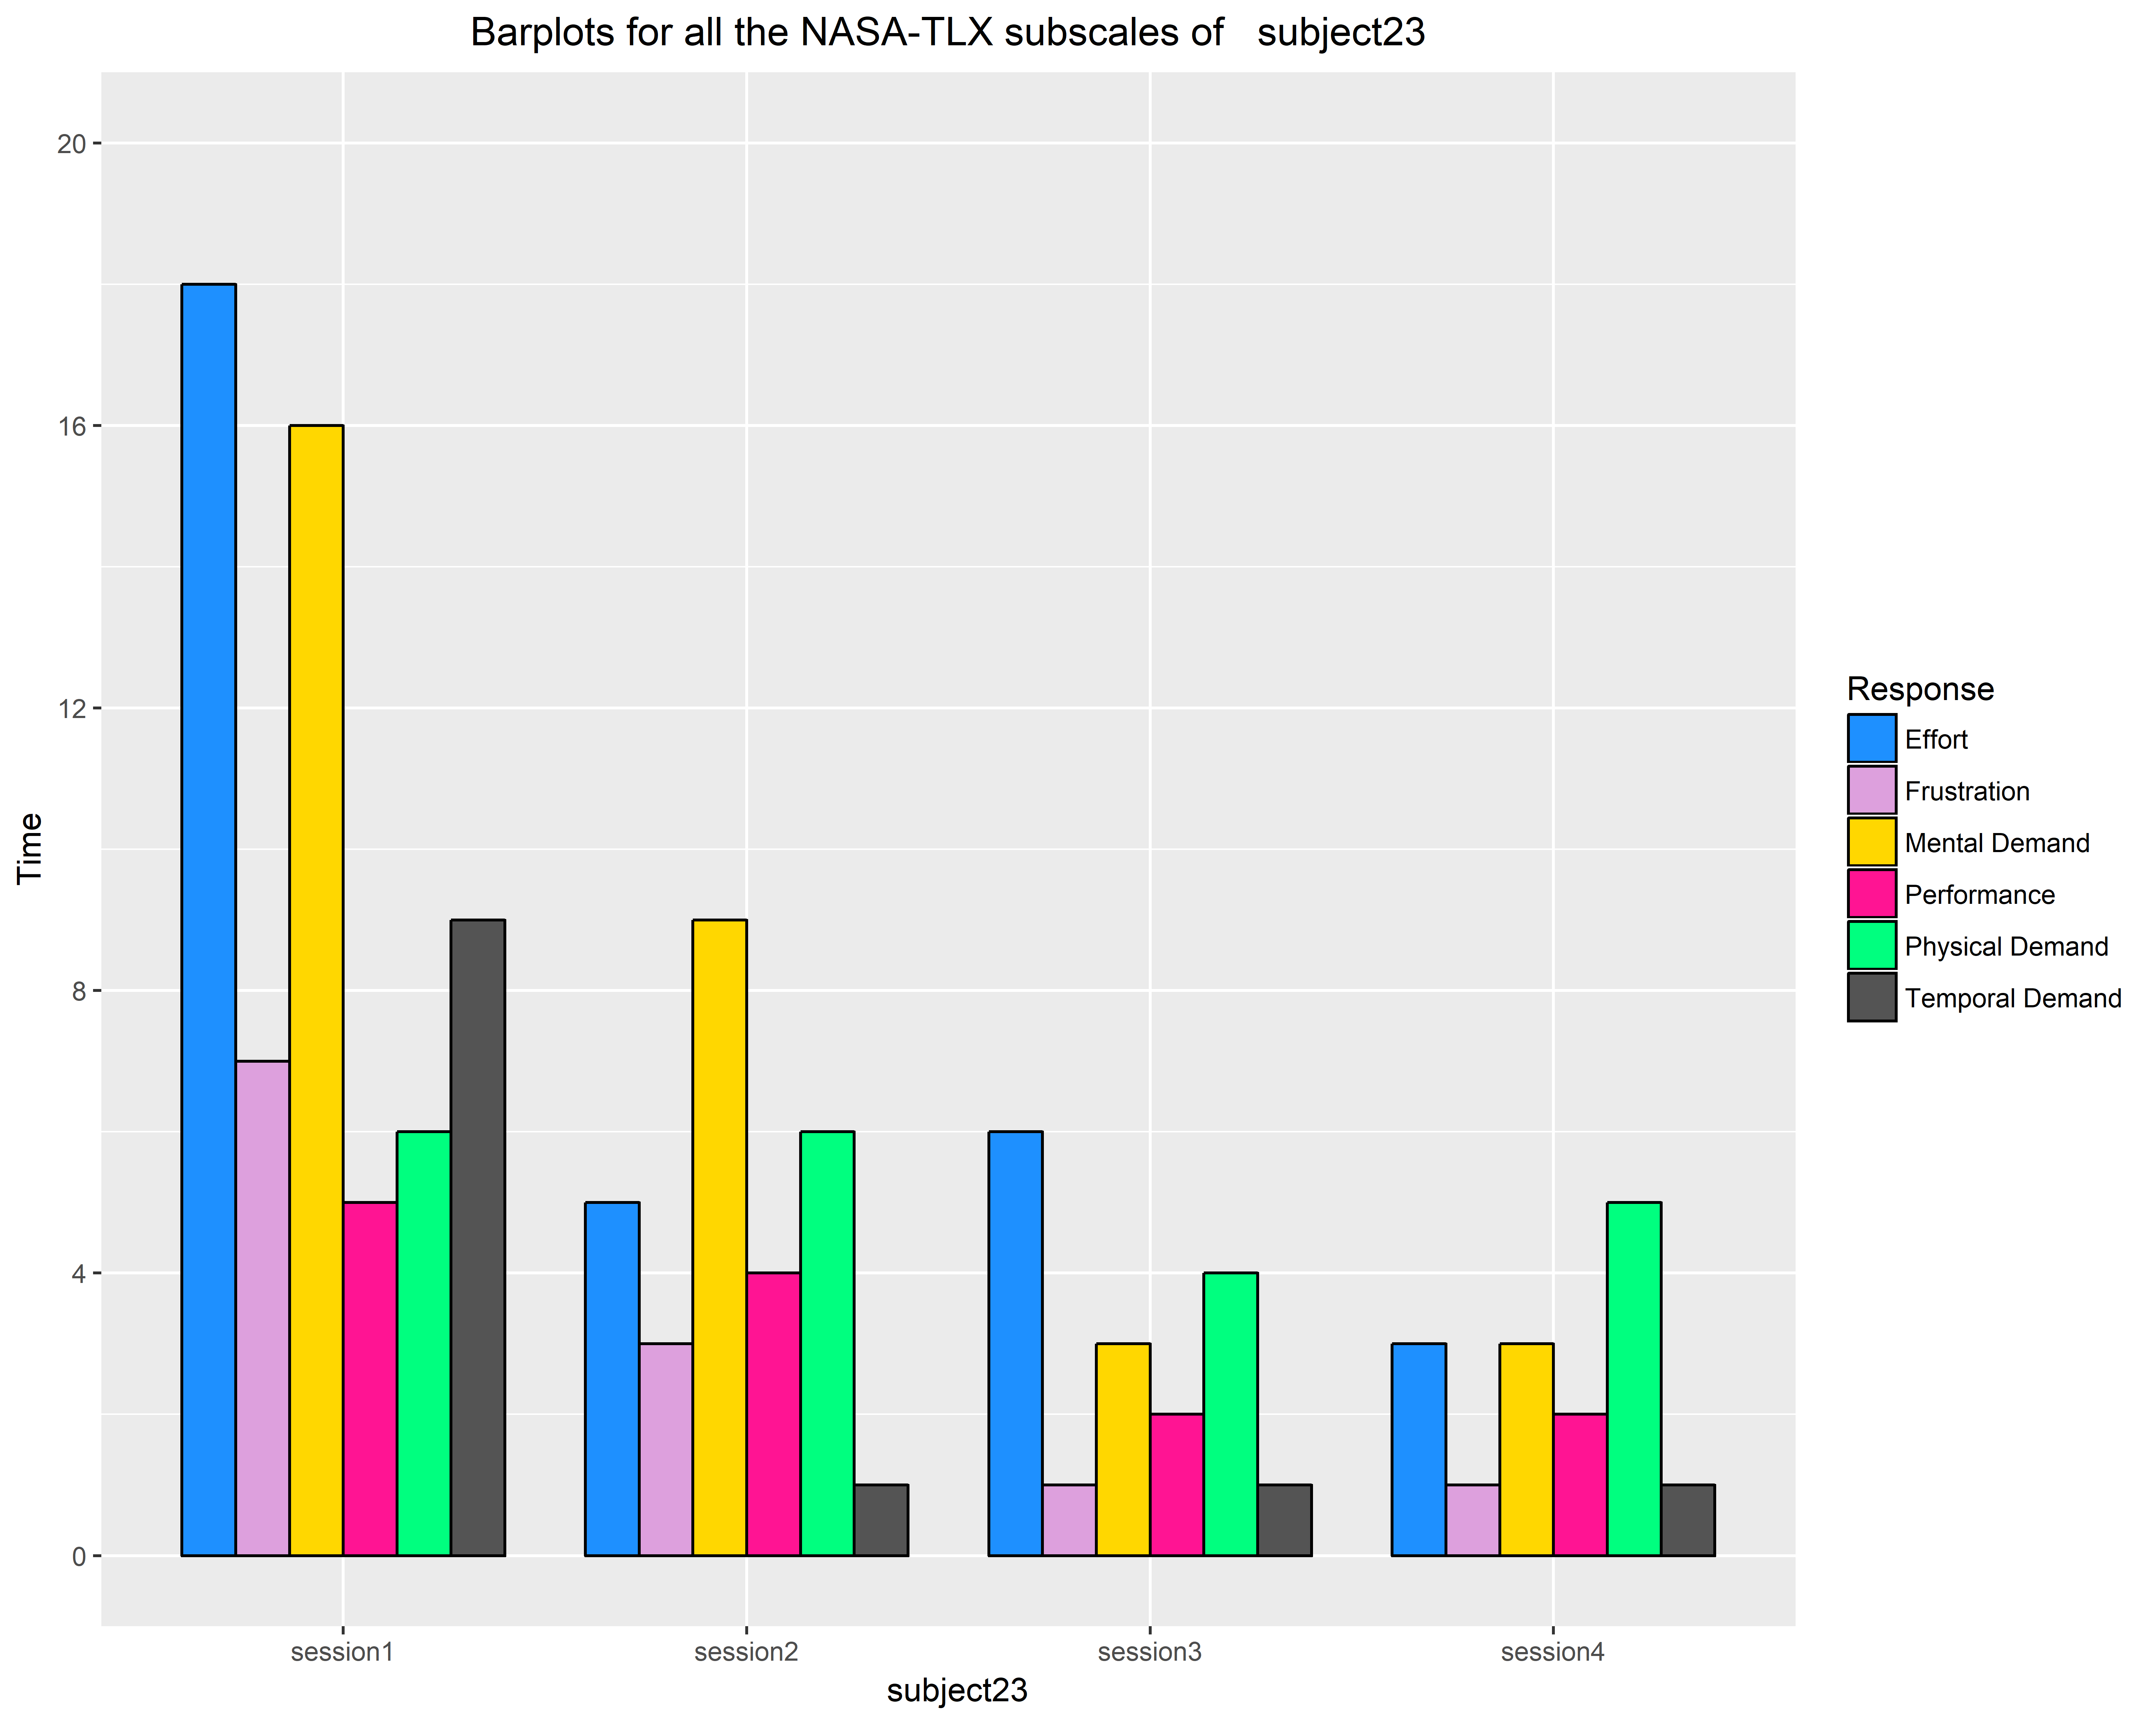 Barplots for all the NASA-TLX subscales of   subject23
20
16
12
8
4
0
Time
session1 session2 session3 session4
subject23
Response
Effort
Frustration
Mental Demand
Performance
Physical Demand
Temporal Demand